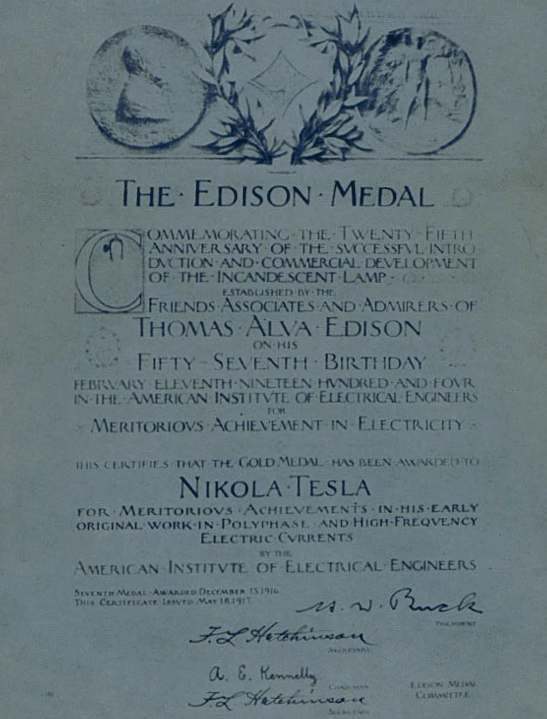 THE · EDISON · MEDAL
COMMEMORATING · THE · TWENTY - FIFTH
ANNIVERSARY · OF · THE · SVCCESSFVL · INTRO
DVCTION · AND · COMMERCIAL · DEVELOPMENT
OF · THE · INCANDESCENT · LAMP ·
ESTABLISHED · BY · THE
FRIENDS · ASSOCIATES · AND · ADMIRERS · OF
THOMAS · ALVA · EDISON
ON · HIS
FIFTY - SEVENTH · BIRTHDAY
FEBRVARY · ELEVENTH · NINETEEN · HVNDRED · AND · FOVR
IN · THE · AMERICAN · INSTITVTE · OF · ELECTRICAL · ENGINEERS
FOR
MERITORIOVS · ACHIEVEMENT · IN · ELECTRICITY ·
THIS · CERTIFIES · THAT · THE · GOLD · MEDAL · HAS · BEEN · AWARDED · TO
NIKOLA · TESLA
FOR · MERITORIOVS · ACHIEVEMENTS · IN · HIS · EARLY
ORIGINAL · WORK · IN · POLYPHASE · AND · HIGH - FREQVENCY
ELECTRIC · CVRRENTS
BY · THE
AMERICAN · INSTITVTE · OF · ELECTRICAL · ENGINEERS
SEVENTH · MEDAL · AWARDED DECEMBER 15 1916
THIS CERTIFICATE ISSUED, MAY 18, 1917
H. W. Buck
PRESIDENT
F. L. Hutchinson
SECRETARY
A. E. Kennelly
CHAIRMAN
EDISON MEDAL
COMMITTEE
F. L. Hutchinson
SECRETARY